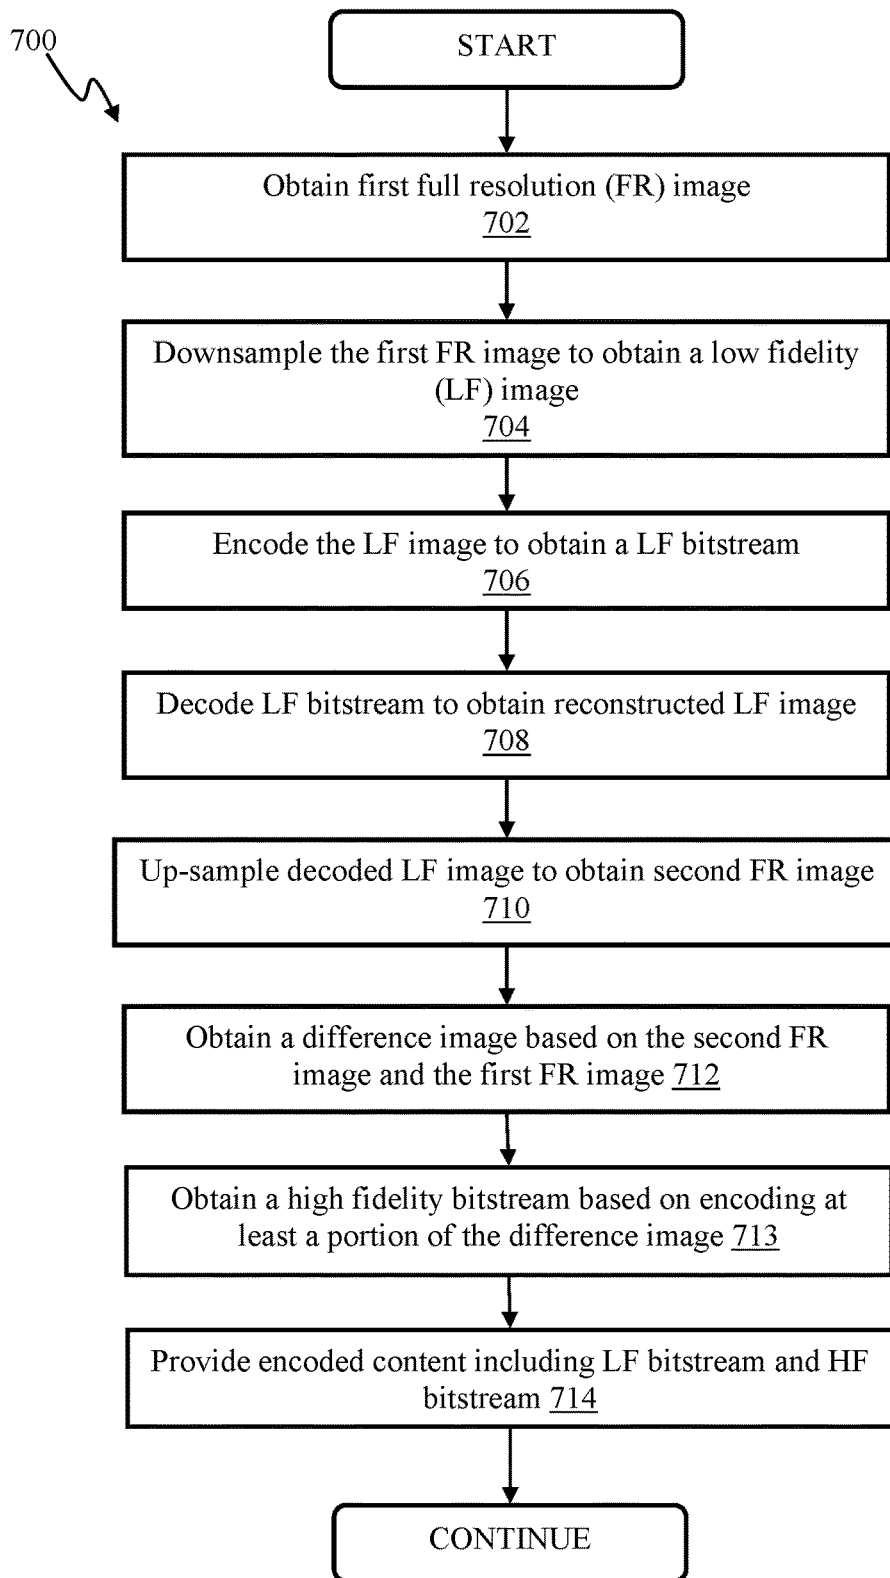 700
START
Obtain first full resolution (FR) image
702
Downsample the first FR image to obtain a low fidelity
(LF) image
704
Encode the LF image to obtain a LF bitstream
706
Decode LF bitstream to obtain reconstructed LF image
708
Up-sample decoded LF image to obtain second FR image
710
Obtain a difference image based on the second FR
image and the first FR image 712
Obtain a high fidelity bitstream based on encoding at
least a portion of the difference image 713
Provide encoded content including LF bitstream and HF
bitstream 714
CONTINUE